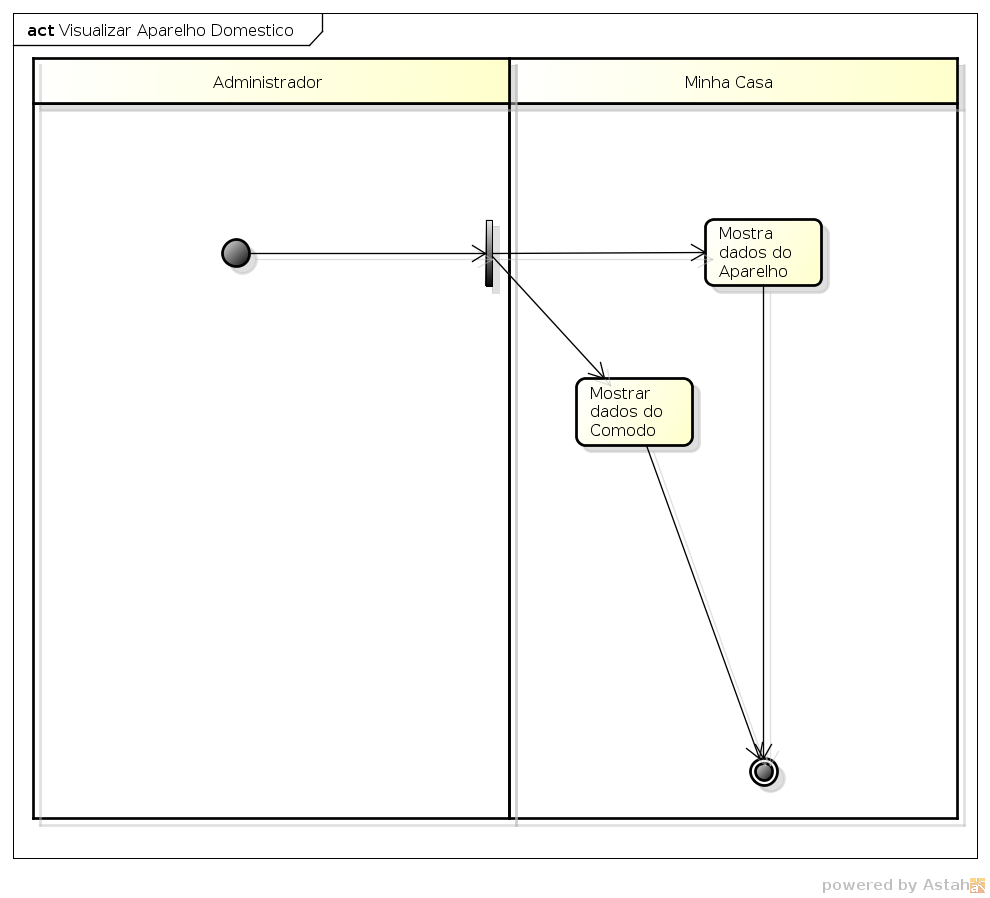 act Visualizar Aparelho Domestico
Administrador
Minha Casa
Mostra
dados do
Aparelho
Mostrar
dados do
Comodo
powered by Astah